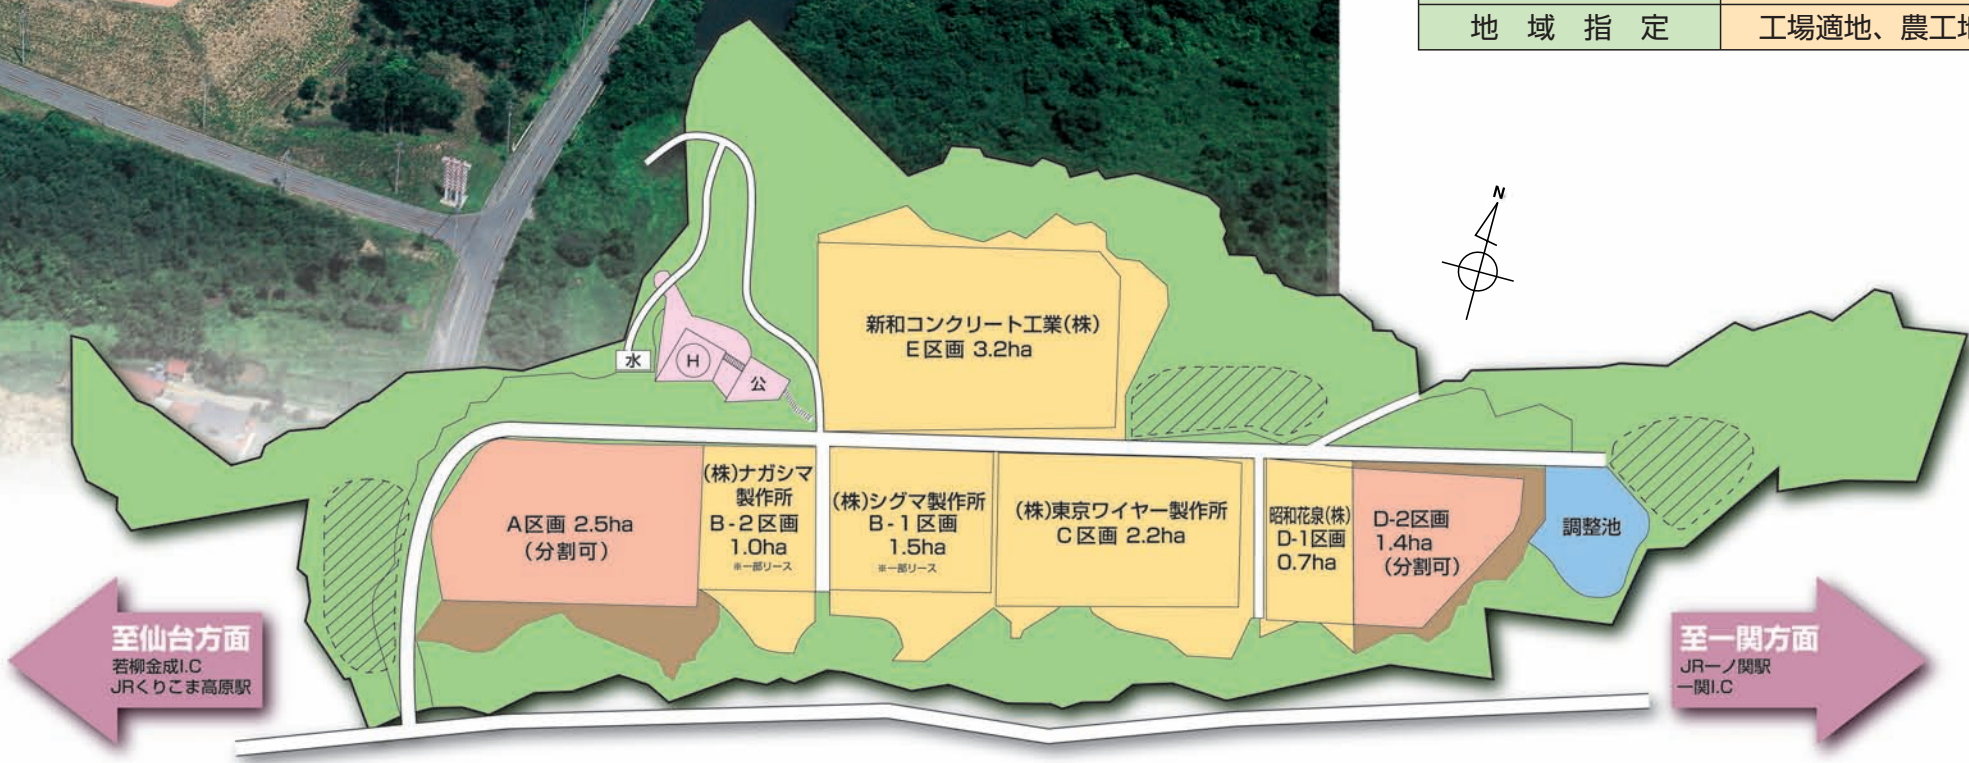 地域指定
工場適地、農工地
N
新和コンクリート工業(株)
E区画 3.2ha
水
H
公
(株)ナガシマ
製作所
B-2区画
1.0ha
※一部リース
(株)シグマ製作所
B-1区画
1.5ha
※一部リース
(株)東京ワイヤー製作所
C区画 2.2ha
昭和花泉(株)
D-1区画
0.7ha
D-2区画
1.4ha
(分割可)
調整池
A区画 2.5ha
(分割可)
至仙台方面
若柳金成I.C
JRくりこま高原駅
至一関方面
JR一ノ関駅
一関I.C